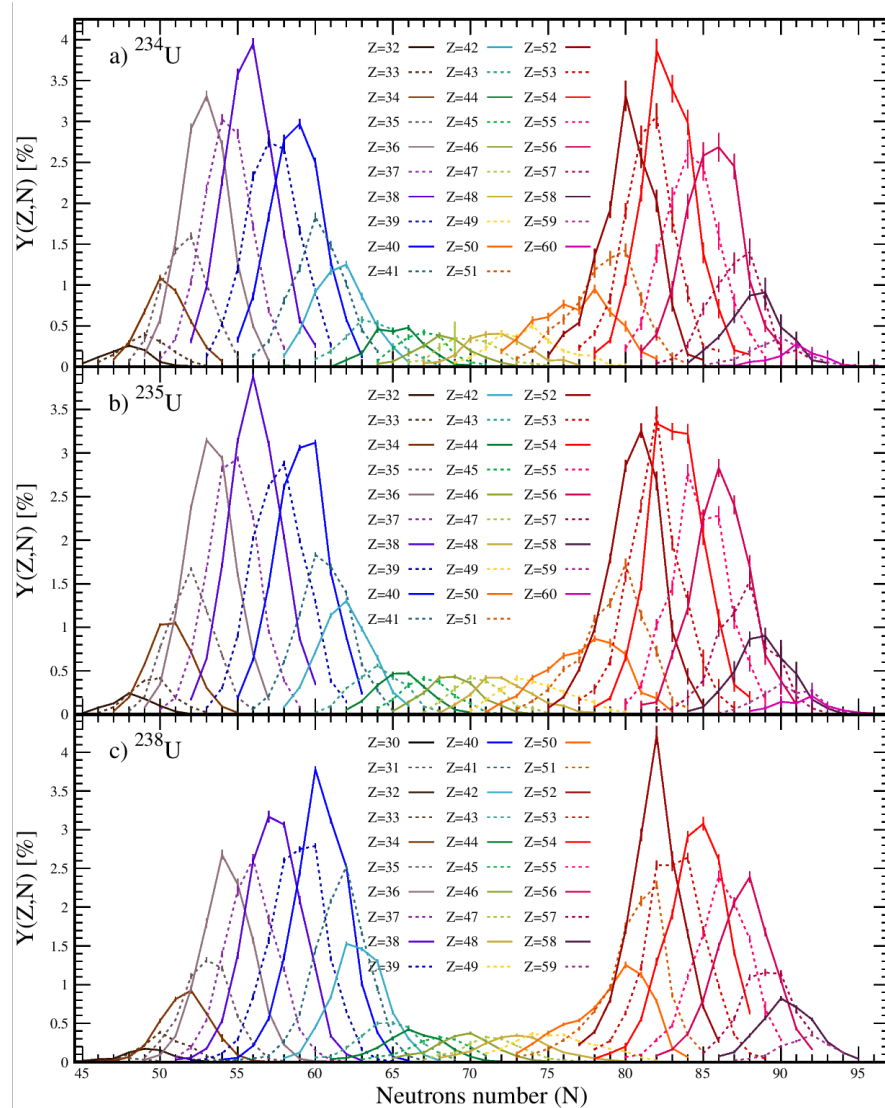 a) ²³⁴U
Y(Z,N) [%]
4
3.5
3
2.5
2
1.5
1
0.5
0
Z=32 Z=42 Z=52
Z=33 Z=43 Z=53
Z=34 Z=44 Z=54
Z=35 Z=45 Z=55
Z=36 Z=46 Z=56
Z=37 Z=47 Z=57
Z=38 Z=48 Z=58
Z=39 Z=49 Z=59
Z=40 Z=50 Z=60
Z=41 Z=51
b) ²³⁵U
Y(Z,N) [%]
3.5
3
2.5
2
1.5
1
0.5
0
Z=32 Z=42 Z=52
Z=33 Z=43 Z=53
Z=34 Z=44 Z=54
Z=35 Z=45 Z=55
Z=36 Z=46 Z=56
Z=37 Z=47 Z=57
Z=38 Z=48 Z=58
Z=39 Z=49 Z=59
Z=40 Z=50 Z=60
Z=41 Z=51
c) ²³⁸U
Y(Z,N) [%]
4
3.5
3
2.5
2
1.5
1
0.5
0
Z=30 Z=40 Z=50
Z=31 Z=41 Z=51
Z=32 Z=42 Z=52
Z=33 Z=43 Z=53
Z=34 Z=44 Z=54
Z=35 Z=45 Z=55
Z=36 Z=46 Z=56
Z=37 Z=47 Z=57
Z=38 Z=48 Z=58
Z=39 Z=49 Z=59
45 50 55 60 65 70 75 80 85 90 95
Neutrons number (N)